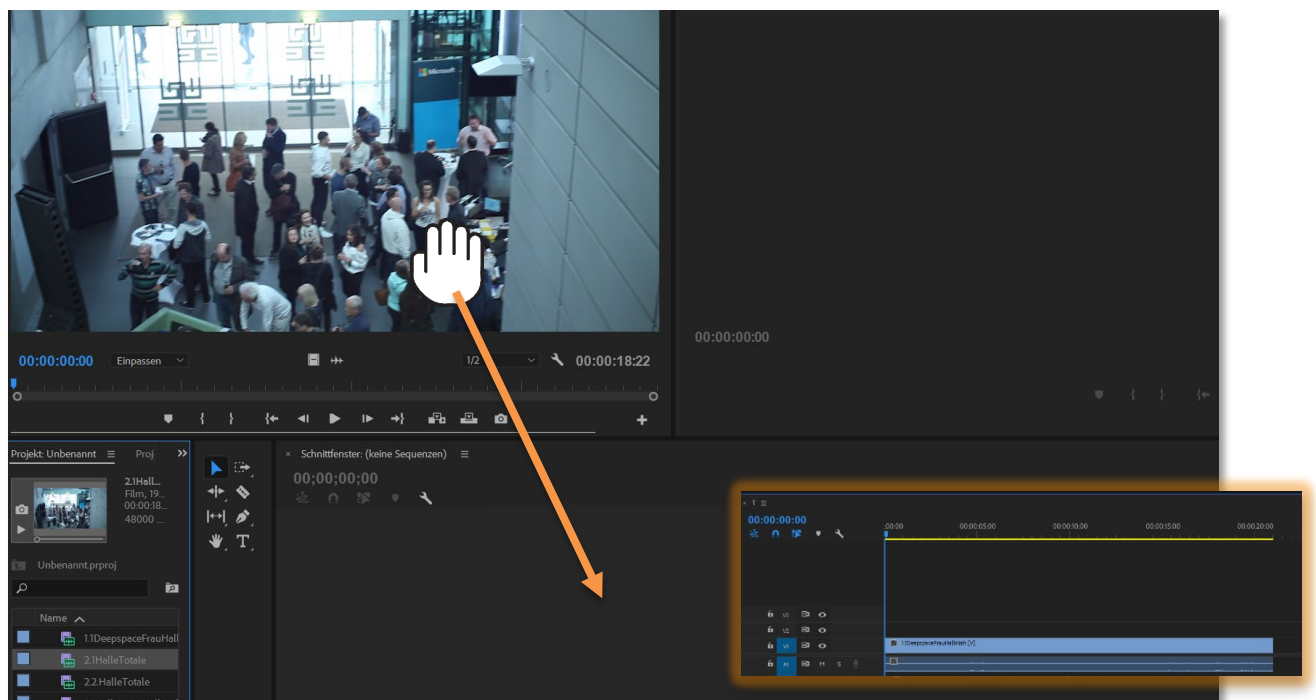 Microsoft
00:00:00:00
Einpassen
1/2
00:00:18:22
00:00:00:00
Projekt: Unbenannt
Proj
2.1Hall...
Film, 19...
00:00:18...
48000 ...
Unbenannt.prproj
Name
1.1DeepspaceFrauHall
2.1HalleTotale
2.2.HalleTotale
Schnittfenster: (keine Sequenzen)
00;00;00;00
T
1
00:00:00:00
:00:00
00:00:05:00
00:00:10:00
00:00:15:00
00:00:20:00
V3
V2
V1
A1
M
S